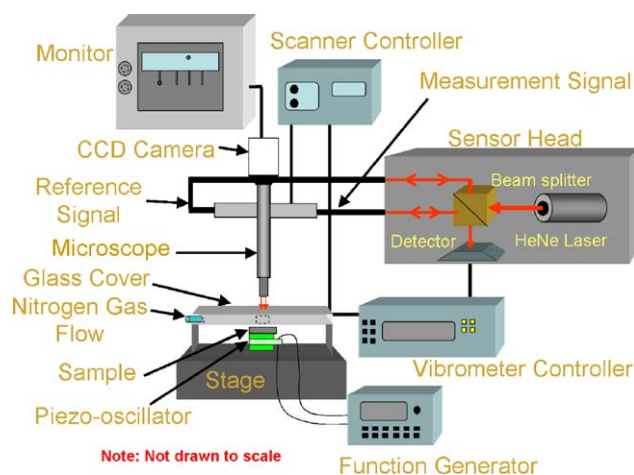 Monitor
Scanner Controller
Measurement Signal
CCD Camera
Sensor Head
Reference
Signal
Beam splitter
Microscope
Detector
HeNe Laser
Glass Cover
Nitrogen Gas
Flow
Sample
Stage
Vibrometer Controller
Piezo-oscillator
Note: Not drawn to scale
Function Generator